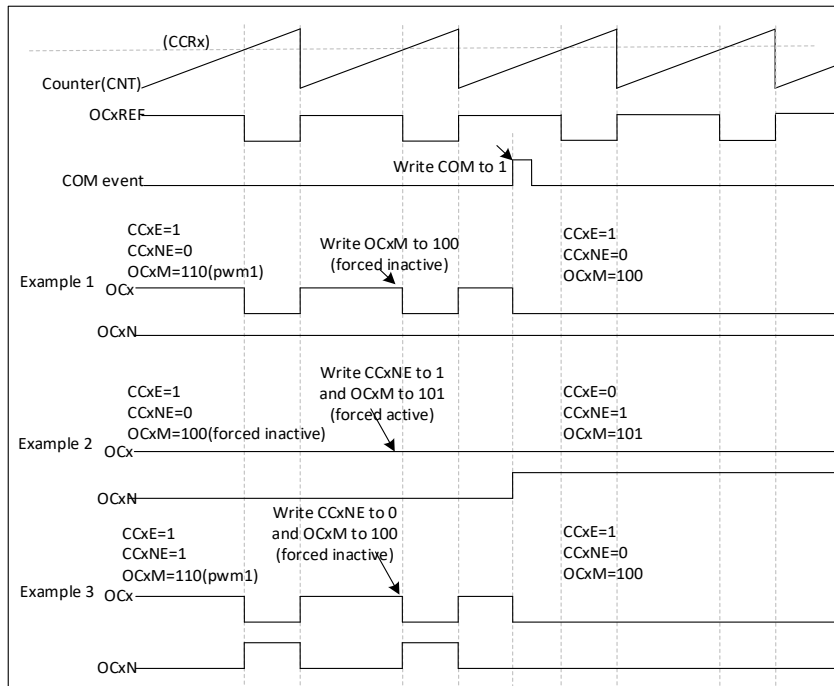 (CCRx)
Counter(CNT)
OCxREF
Write COM to 1
COM event
CCxE=1
CCxNE=0
OCxM=110(pwm1)
Write OCxM to 100
(forced inactive)
CCxE=1
CCxNE=0
OCxM=100
Example 1
OCx
OCxN
CCxE=1
CCxNE=0
OCxM=100(forced inactive)
Write CCxNE to 1
and OCxM to 101
(forced active)
CCxE=0
CCxNE=1
OCxM=101
Example 2
OCx
OCxN
CCxE=1
CCxNE=1
OCxM=110(pwm1)
Write CCxNE to 0
and OCxM to 100
(forced inactive)
CCxE=1
CCxNE=0
OCxM=100
Example 3
OCx
OCxN